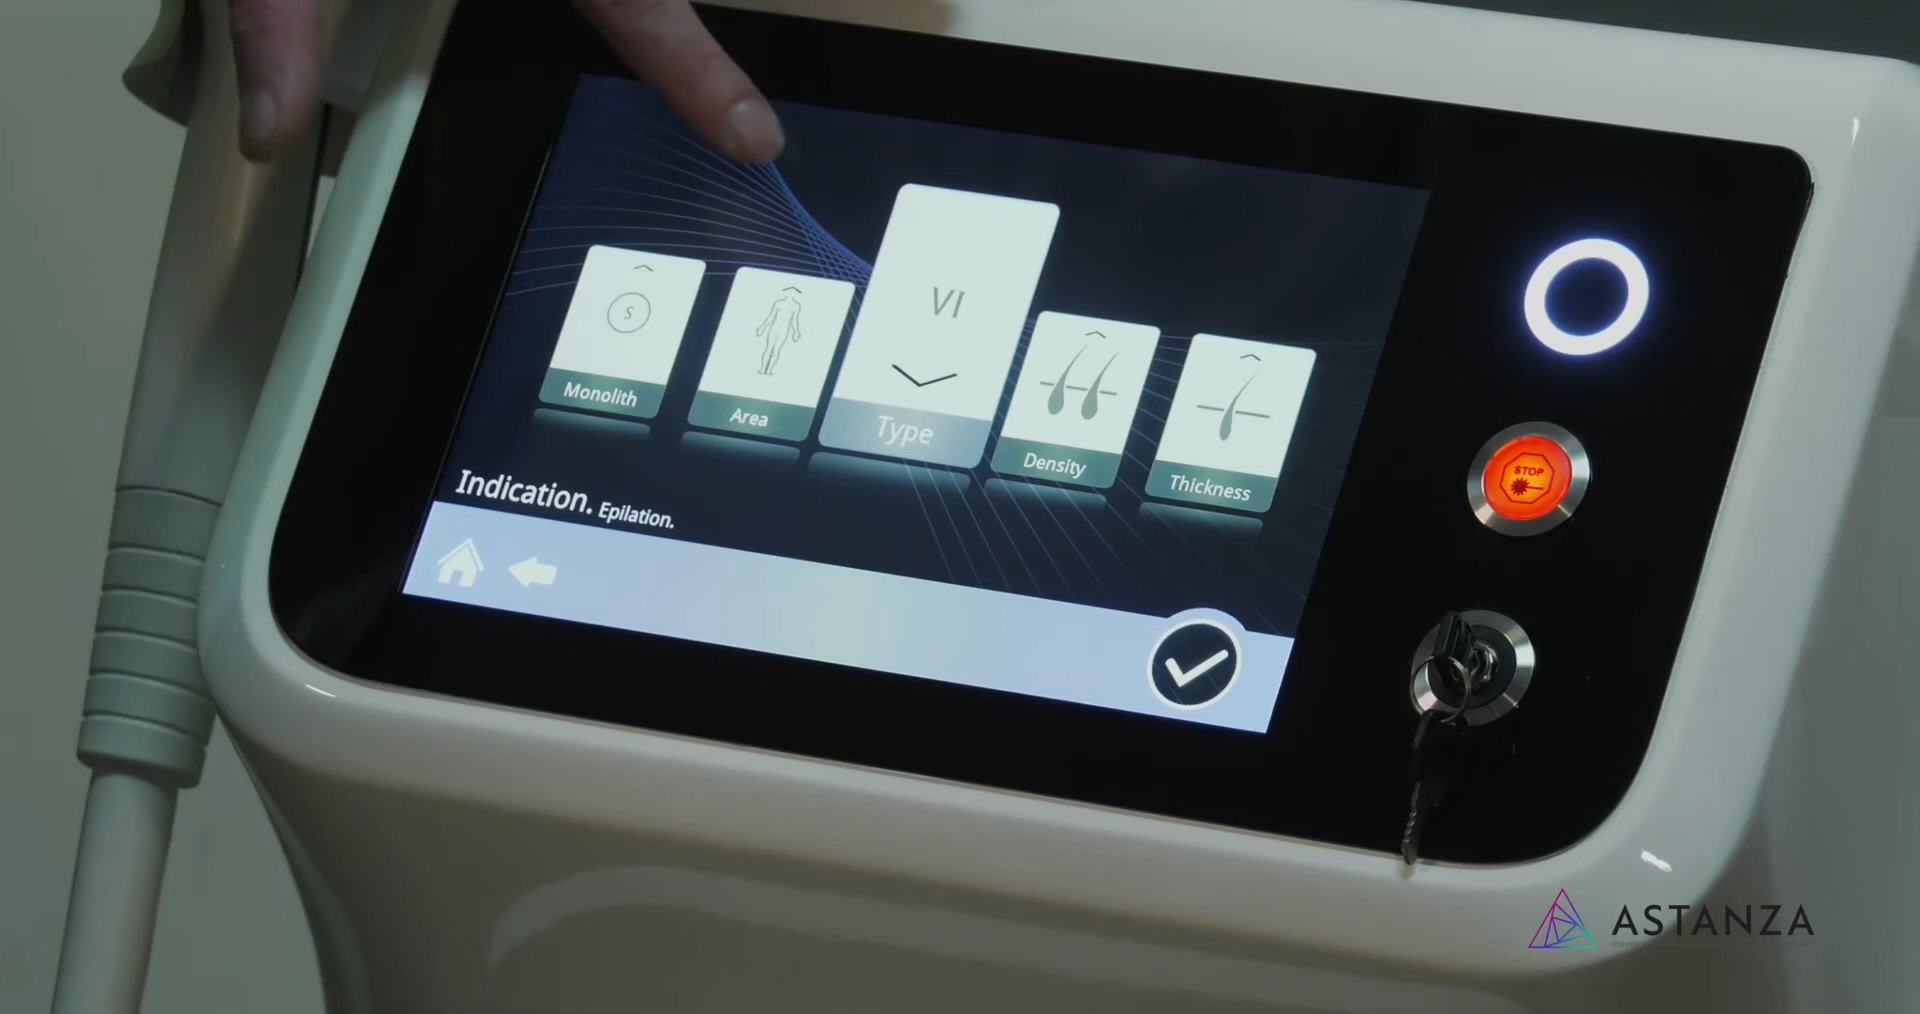 S
VI
Monolith
Area
Type
Density
Thickness
Indication. Epilation.
STOP
ASTANZA